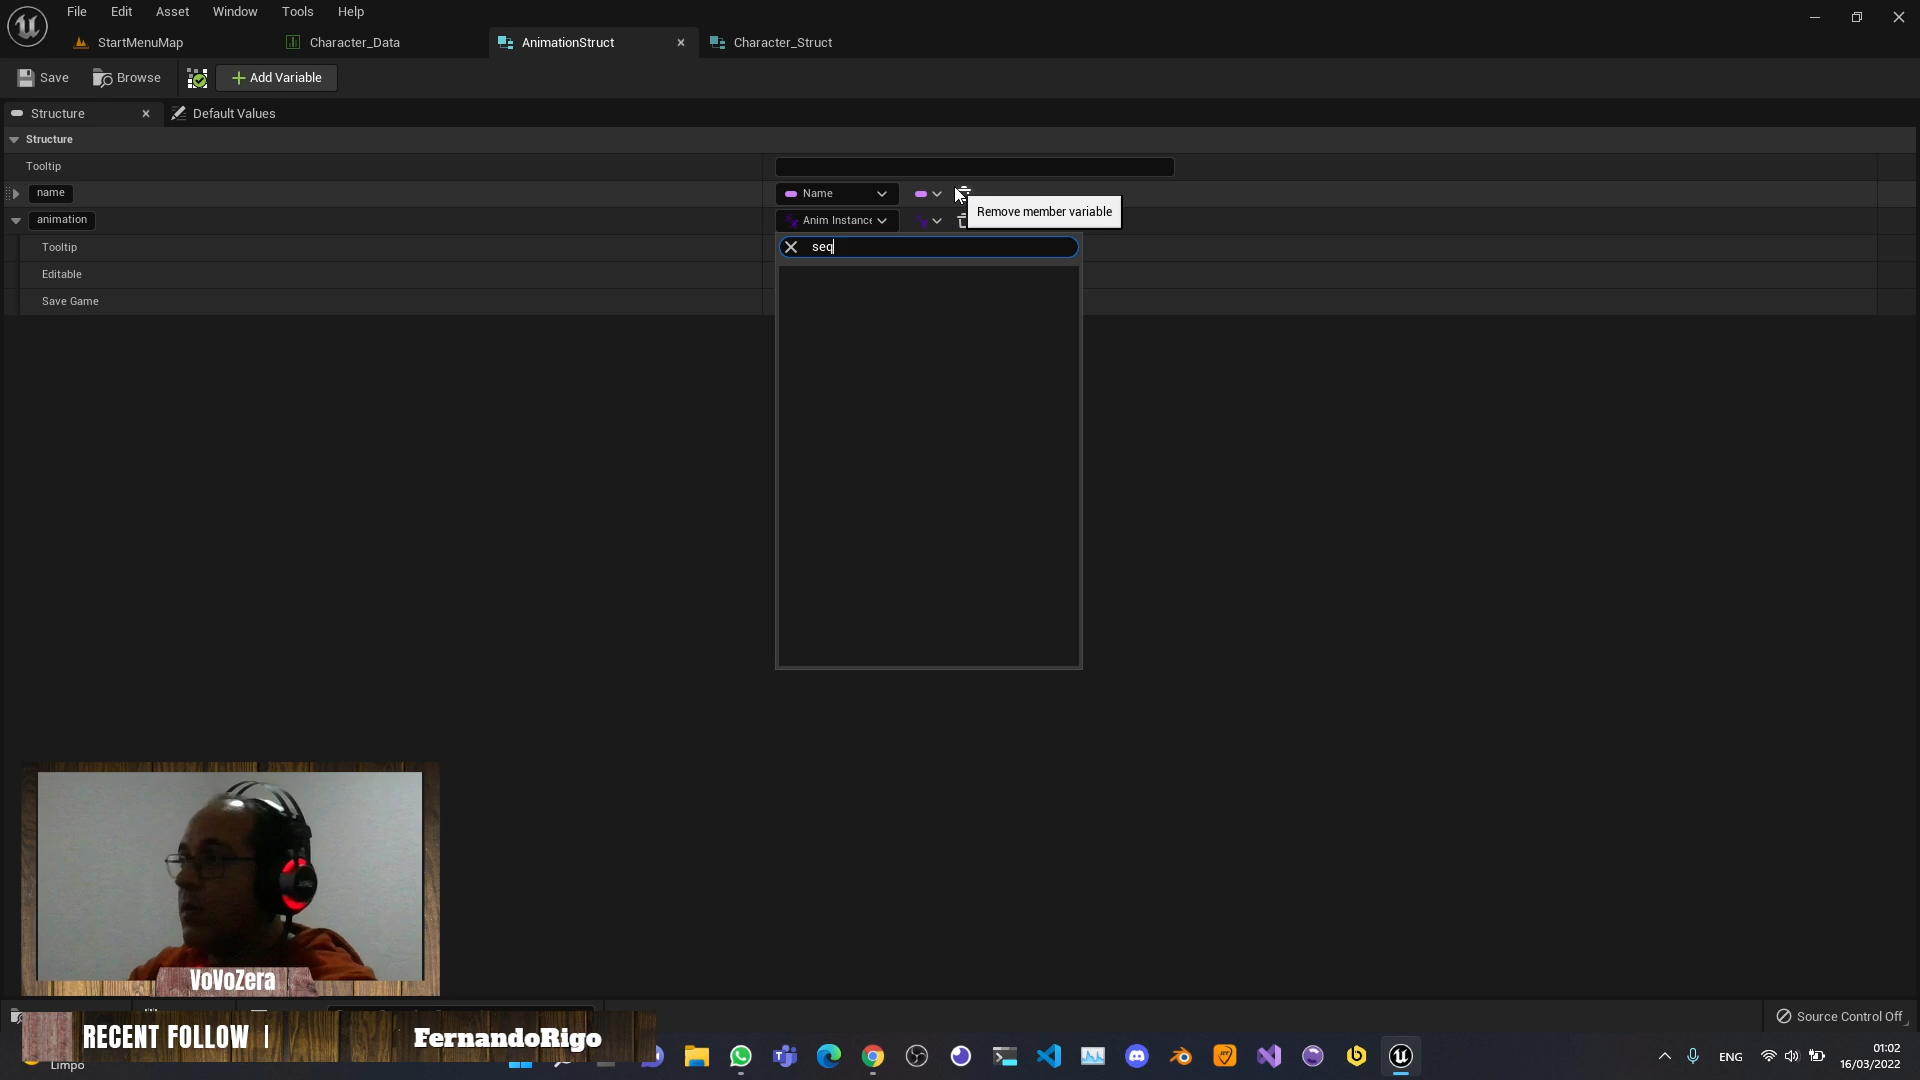 File Edit Asset Window Tools Help
StartMenuMap Character_Data AnimationStruct Character_Struct
Save Browse Add Variable
Structure Default Values
Structure
Tooltip
name Name
Remove member variable
animation Anim Instance
Tooltip seq
Editable
Save Game
VoVoZera
Source Control Off
RECENT FOLLOW | FernandoRigo
Limpo
ENG
01:02
16/03/2022